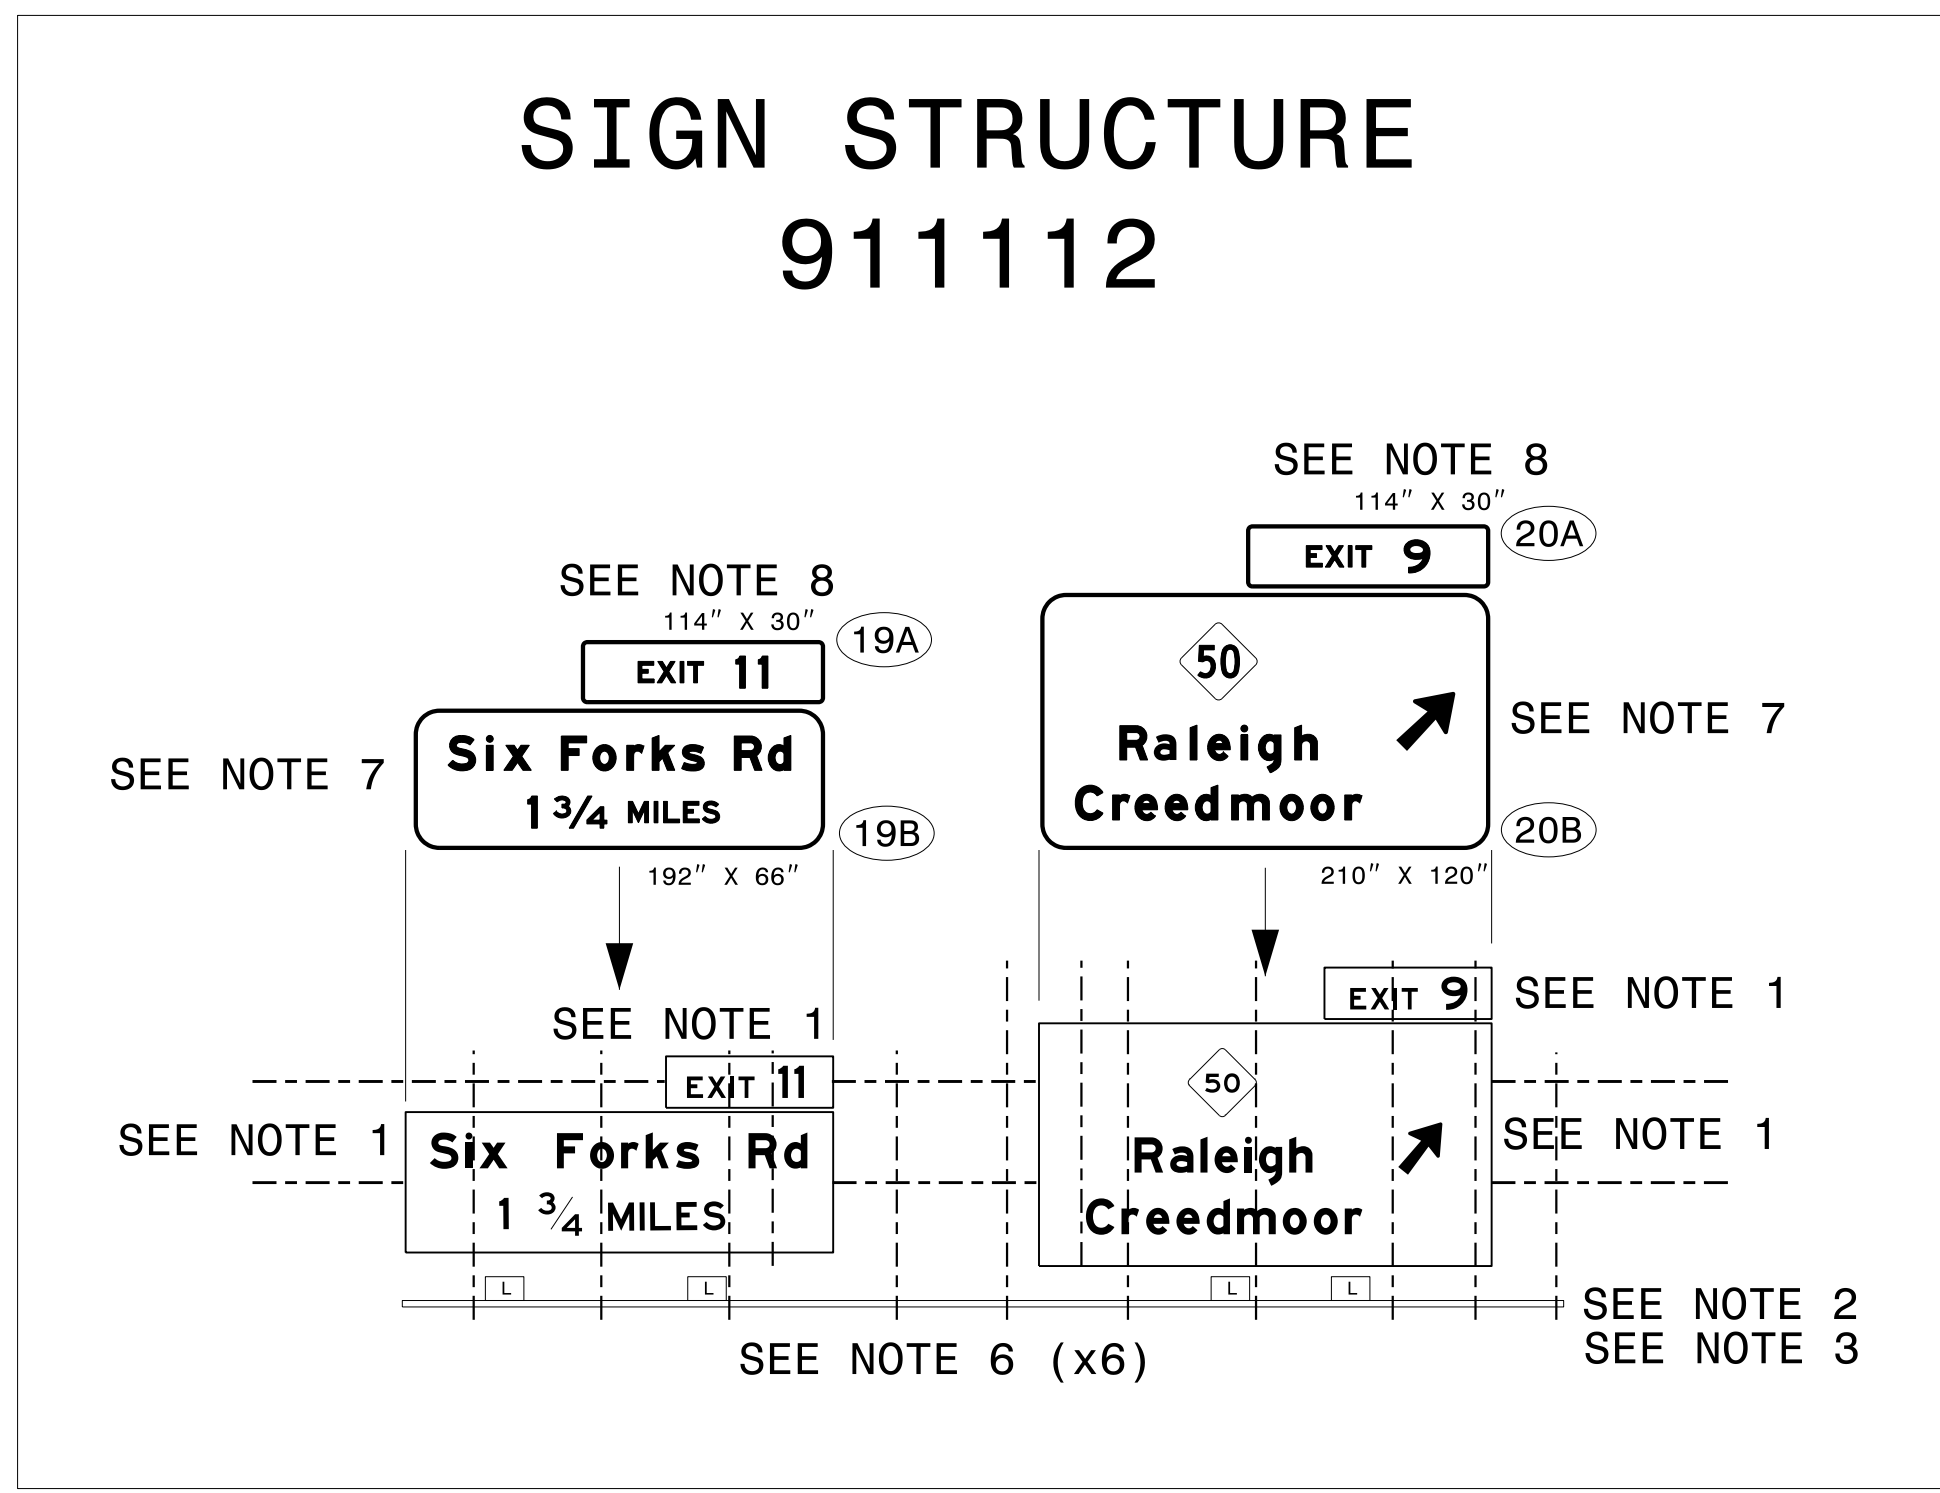 SIGN STRUCTURE
911112
SEE NOTE 8
114" X 30"
20A
EXIT 9
SEE NOTE 8
114" X 30"
19A
EXIT 11
50
SEE NOTE 7
Raleigh
Creedmoor
20B
210" X 120"
SEE NOTE 7
Six Forks Rd
1 3/4 MILES
19B
192" X 66"
EXIT 9
SEE NOTE 1
SEE NOTE 1
EXIT 11
50
SEE NOTE 1
Six Forks Rd
1 3/4 MILES
Raleigh
Creedmoor
SEE NOTE 1
L
L
L
L
SEE NOTE 2
SEE NOTE 3
SEE NOTE 6 (x6)